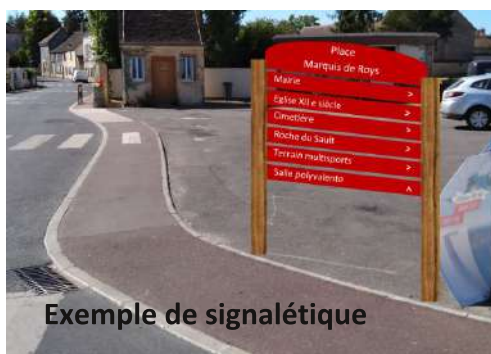 Place
Marquis de Roys
Mairie >
Eglise XII e siècle >
Cimetière >
Roche du Sault >
Terrain multisports >
Salle polyvalente ^
Exemple de signalétique